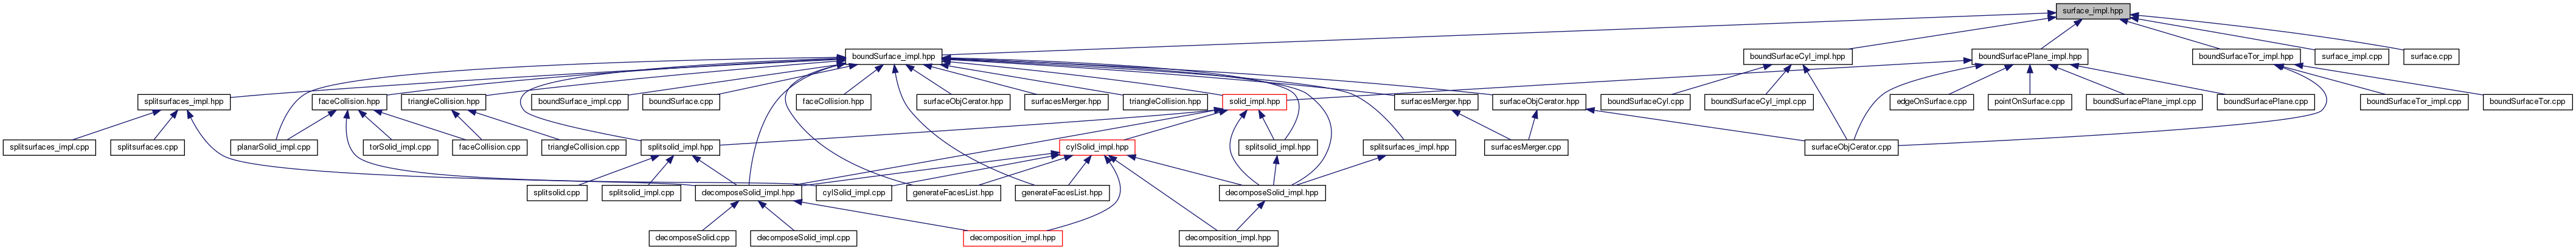 surface_impl.hpp
boundSurface_impl.hpp
boundSurfaceCyl_impl.hpp
boundSurfacePlane_impl.hpp
boundSurfaceTor_impl.hpp
surface_impl.cpp
surface.cpp
splitsurfaces_impl.hpp
faceCollision.hpp
triangleCollision.hpp
boundSurface_impl.cpp
boundSurface.cpp
faceCollision.hpp
surfaceObjCerator.hpp
surfacesMerger.hpp
triangleCollision.hpp
solid_impl.hpp
surfacesMerger.hpp
surfaceObjCerator.hpp
boundSurfaceCyl.cpp
boundSurfaceCyl_impl.cpp
edgeOnSurface.cpp
pointOnSurface.cpp
boundSurfacePlane_impl.cpp
boundSurfacePlane.cpp
boundSurfaceTor_impl.cpp
boundSurfaceTor.cpp
splitsurfaces_impl.cpp
splitsurfaces.cpp
planarSolid_impl.cpp
torSolid_impl.cpp
faceCollision.cpp
triangleCollision.cpp
splitsolid_impl.hpp
cylSolid_impl.hpp
splitsolid_impl.hpp
splitsurfaces_impl.hpp
surfacesMerger.cpp
surfaceObjCerator.cpp
splitsolid.cpp
splitsolid_impl.cpp
decomposeSolid_impl.hpp
cylSolid_impl.cpp
generateFacesList.hpp
generateFacesList.hpp
decomposeSolid_impl.hpp
decomposeSolid.cpp
decomposeSolid_impl.cpp
decomposition_impl.hpp
decomposition_impl.hpp